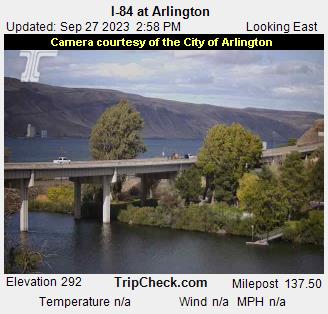 I-84 at Arlington
Updated: Sep 27 2023 2:58 PM Looking East
Camera courtesy of the City of Arlington
Elevation 292 TripCheck.com Milepost 137.50
Temperature n/a Wind n/a MPH n/a